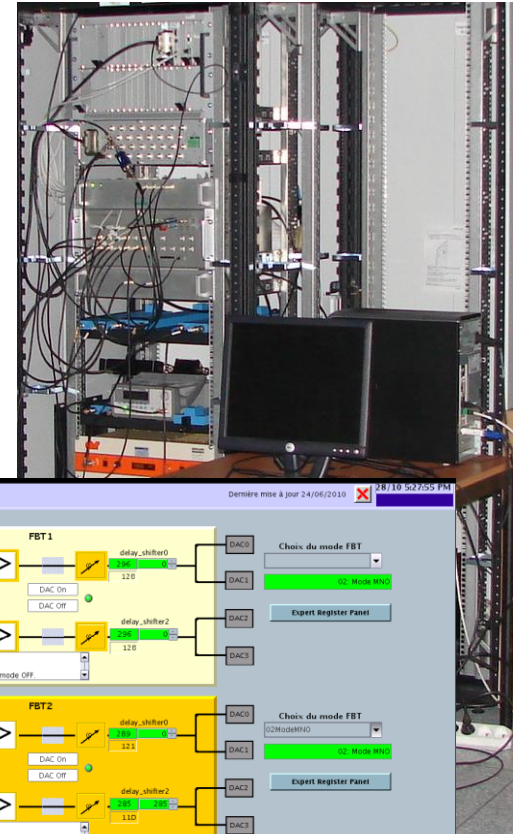 Dernière mise à jour 24/06/2010
28/10 5:27:55 PM
FBT1
DAC0
Choix du mode FBT
delay_shifter0
296 0
128
DAC1
02: Mode MNO
DAC On
DAC Off
Expert Register Panel
DAC2
delay_shifter2
296 0
128
DAC3
mode OFF.
FBT2
DAC0
Choix du mode FBT
delay_shifter0
02ModeMNO
289 0
121
DAC1
02: Mode MNO
DAC On
DAC Off
Expert Register Panel
DAC2
delay_shifter2
285 285
11D
DAC3